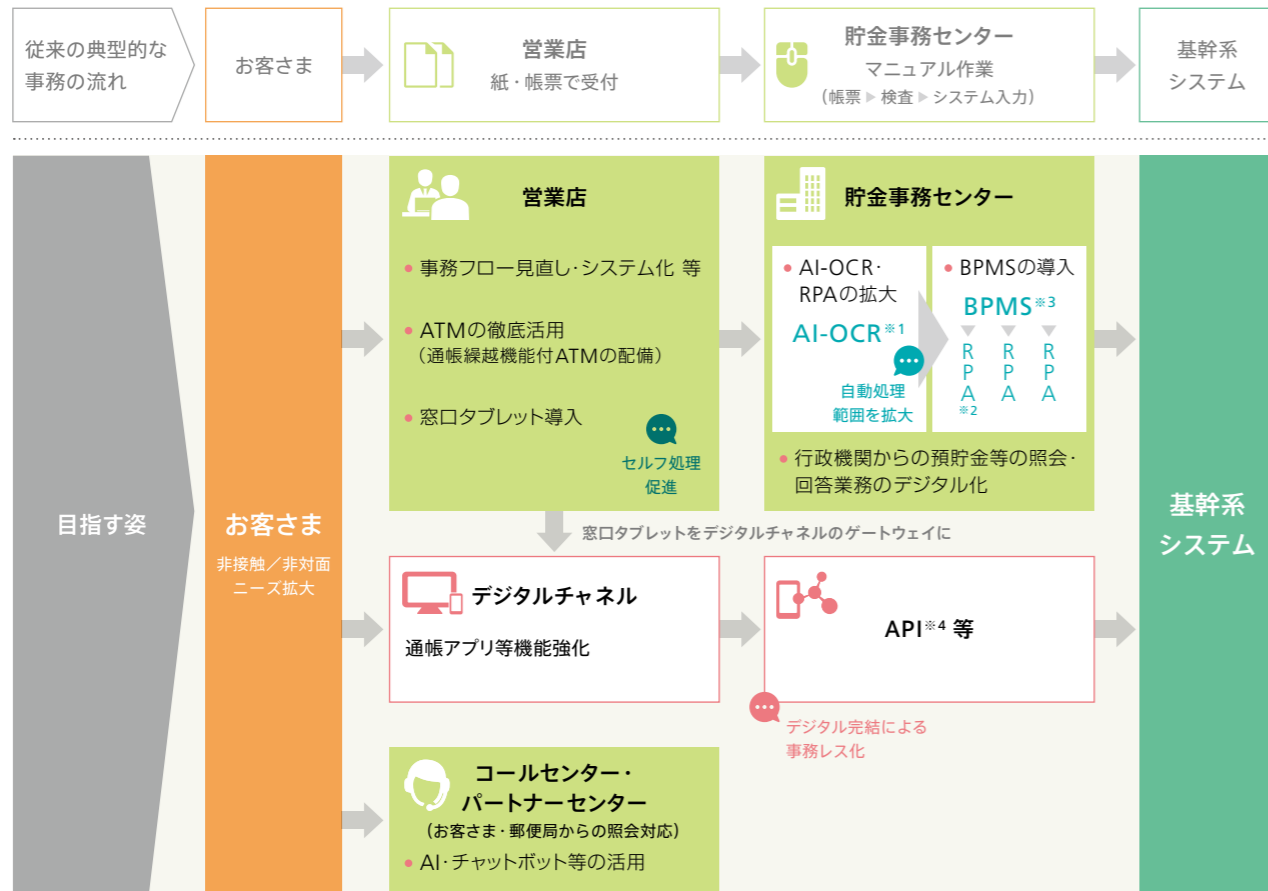 従来の典型的な
事務の流れ
お客さま
営業店
紙・帳票で受付
貯金事務センター
マニュアル作業
(帳票▶検査▶システム入力)
基幹系
システム
目指す姿
お客さま
非接触／非対面
ニーズ拡大
営業店
•事務フロー見直し・システム化 等
•ATMの徹底活用
（通帳繰越機能付ATMの配備）
•窓口タブレット導入
セルフ処理
促進
貯金事務センター
•AI-OCR・
RPAの拡大
AI-OCR※1
自動処理
範囲を拡大
•BPMSの導入
BPMS※3
RPA※2
RPA
RPA
•行政機関からの預貯金等の照会・
回答業務のデジタル化
窓口タブレットをデジタルチャネルのゲートウェイに
デジタルチャネル
通帳アプリ等機能強化
API※4 等
デジタル完結による
事務レス化
コールセンター・
パートナーセンター
(お客さま・郵便局からの照会対応)
•AI・チャットボット等の活用
基幹系
システム